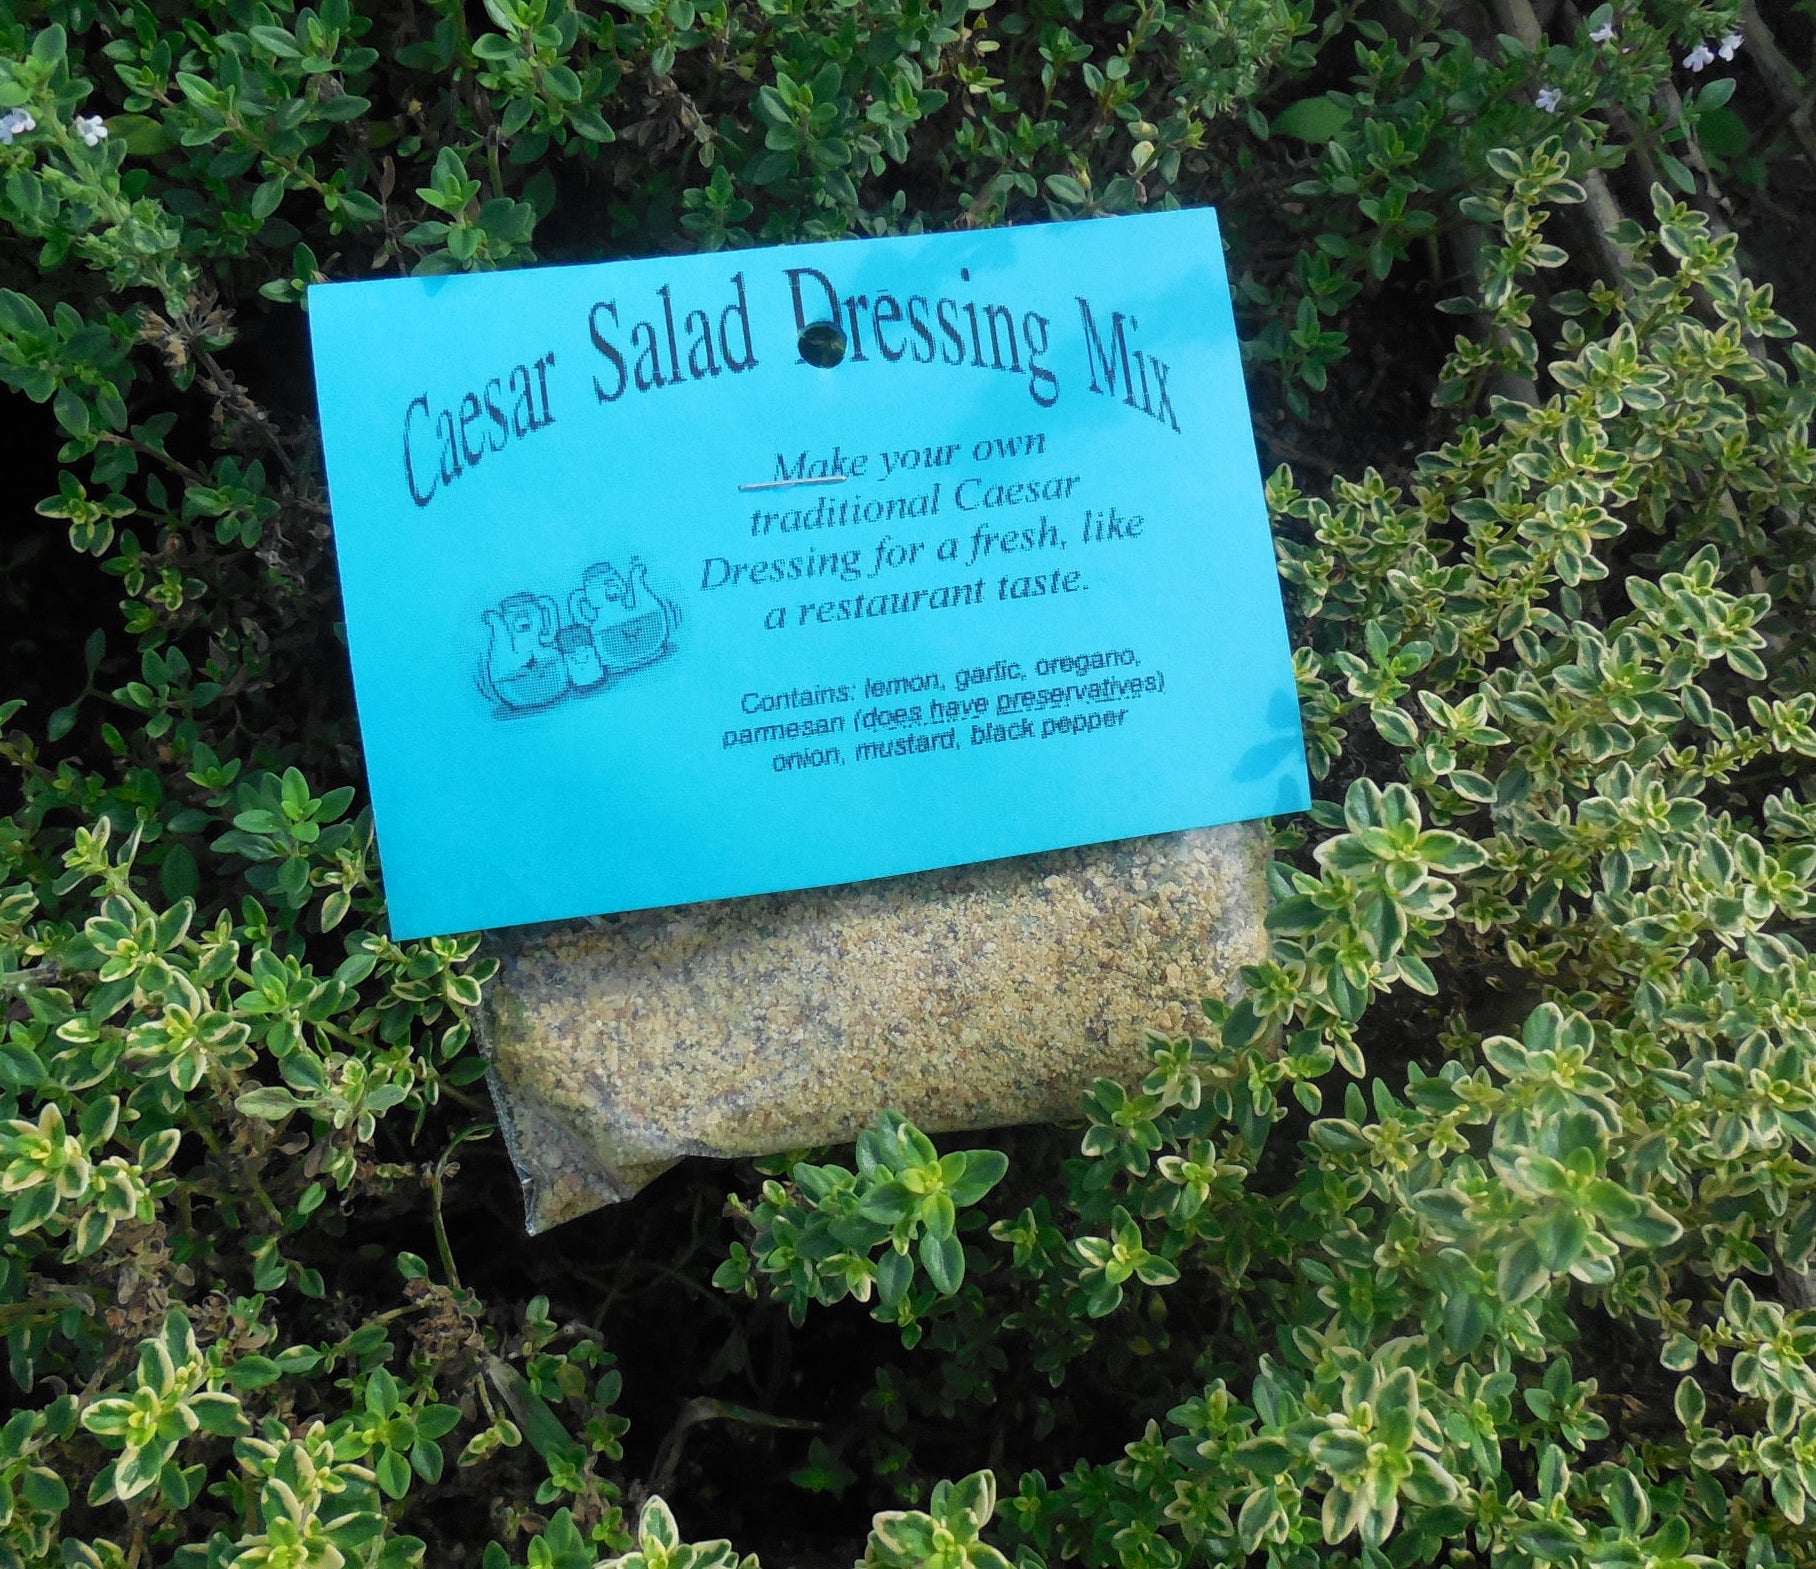 Caesar Salad Dressing Mix
Make your own
traditional Caesar
Dressing for a fresh, like
a restaurant taste.
Contains: lemon, garlic, oregano,
parmesan (does have preservatives)
onion, mustard, black pepper